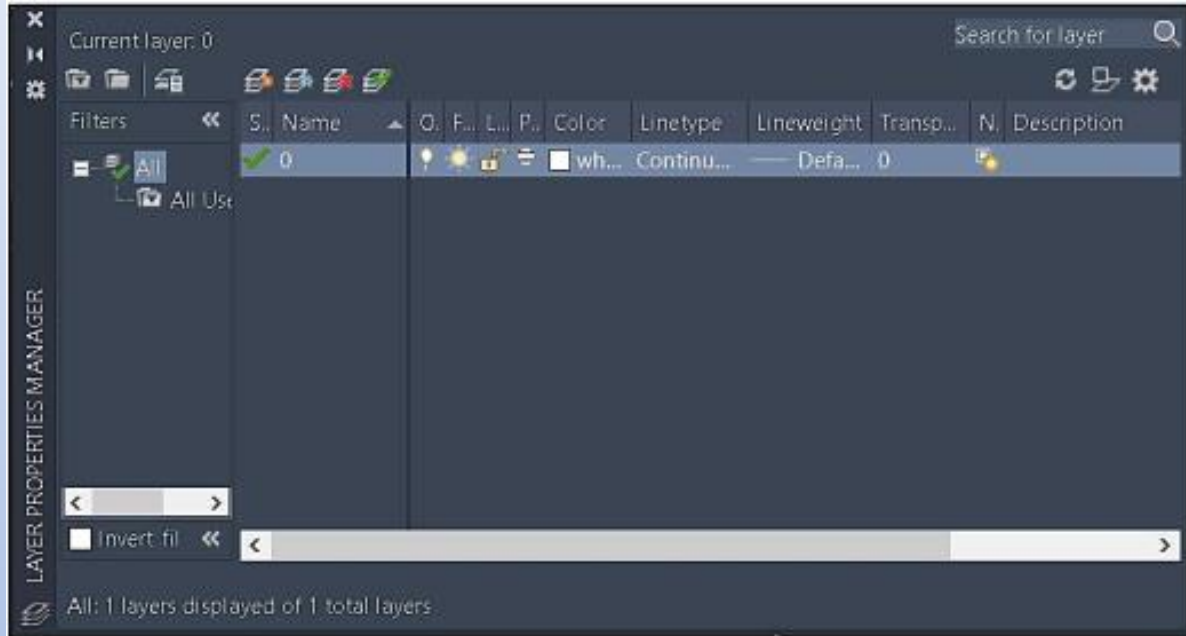 Current layer: 0
Search for layer
Filters
S.. Name O. F... L... P.. Color Linetype Lineweight Transp... N. Description
All
0 wh... Continu... Defa... 0
All Use
Invert fil
All: 1 layers displayed of 1 total layers
LAYER PROPERTIES MANAGER